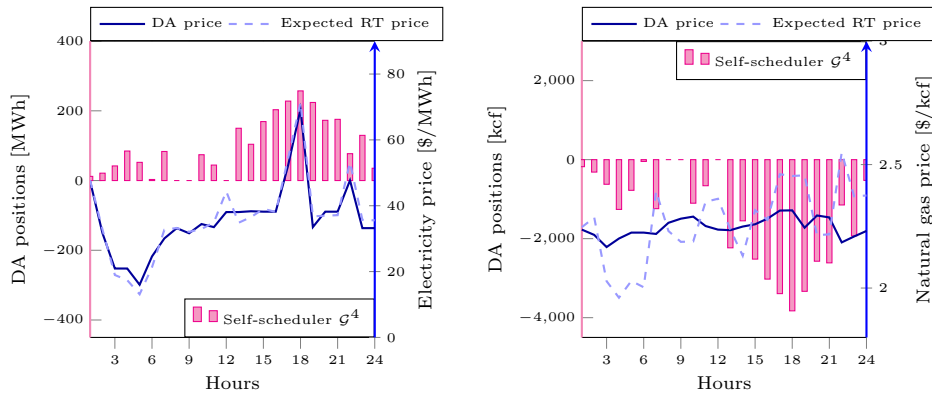 DA price Expected RT price
400
200
0
−200
−400
DA positions [MWh]
80
60
40
20
0
Electricity price [$/MWh]
Self-scheduler 𝒢⁴
3 6 9 12 15 18 21 24
Hours
DA price Expected RT price
Self-scheduler 𝒢⁴
2,000
0
−2,000
−4,000
DA positions [kcf]
3
2.5
2
Natural gas price [$/kcf]
3 6 9 12 15 18 21 24
Hours